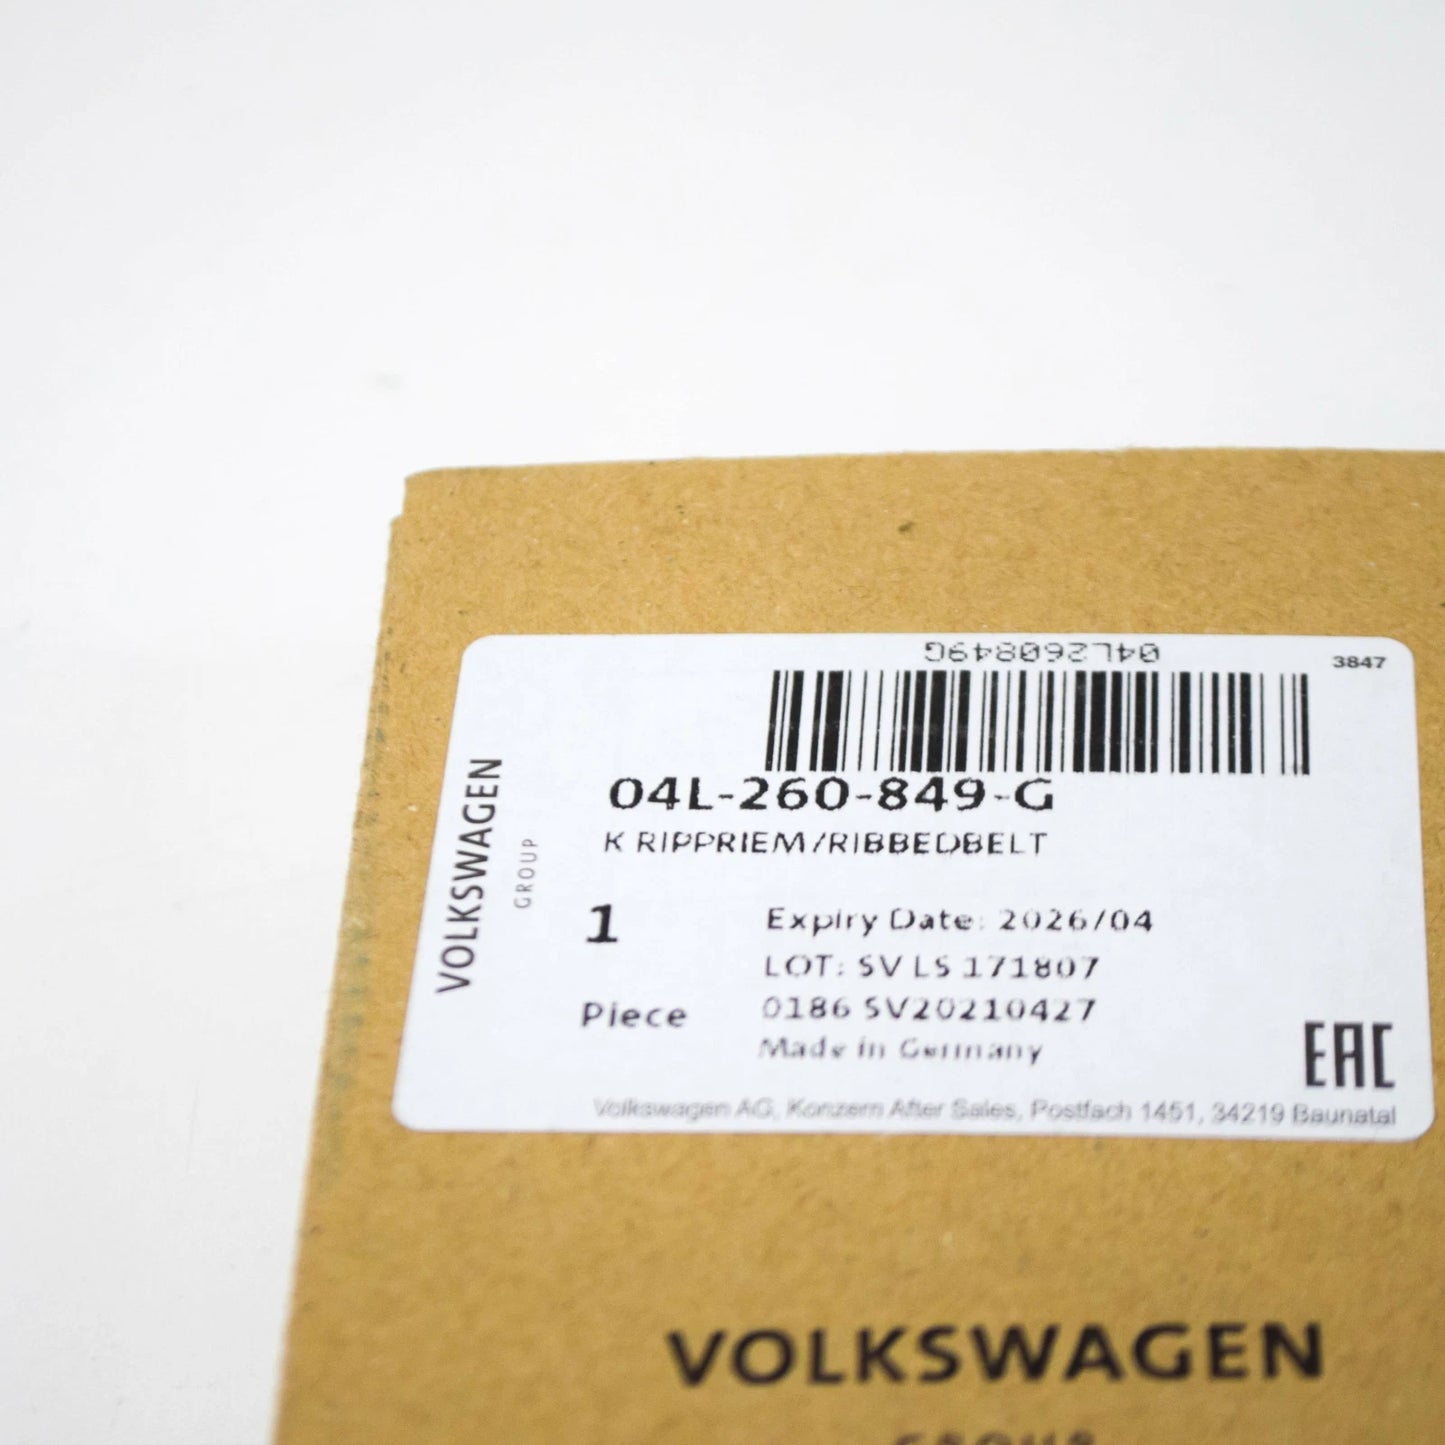 04L260849G
3847
04L-260-849-G
K RIPPRIEM/RIBBEDBELT
VOLKSWAGEN
GROUP
1
Piece
Expiry Date: 2026/04
LOT: SV LS 171807
0186 SV20210427
Made in Germany
EAC
Volkswagen AG, Konzern After Sales, Postfach 1451, 34219 Baunatal
VOLKSWAGEN
GROUP